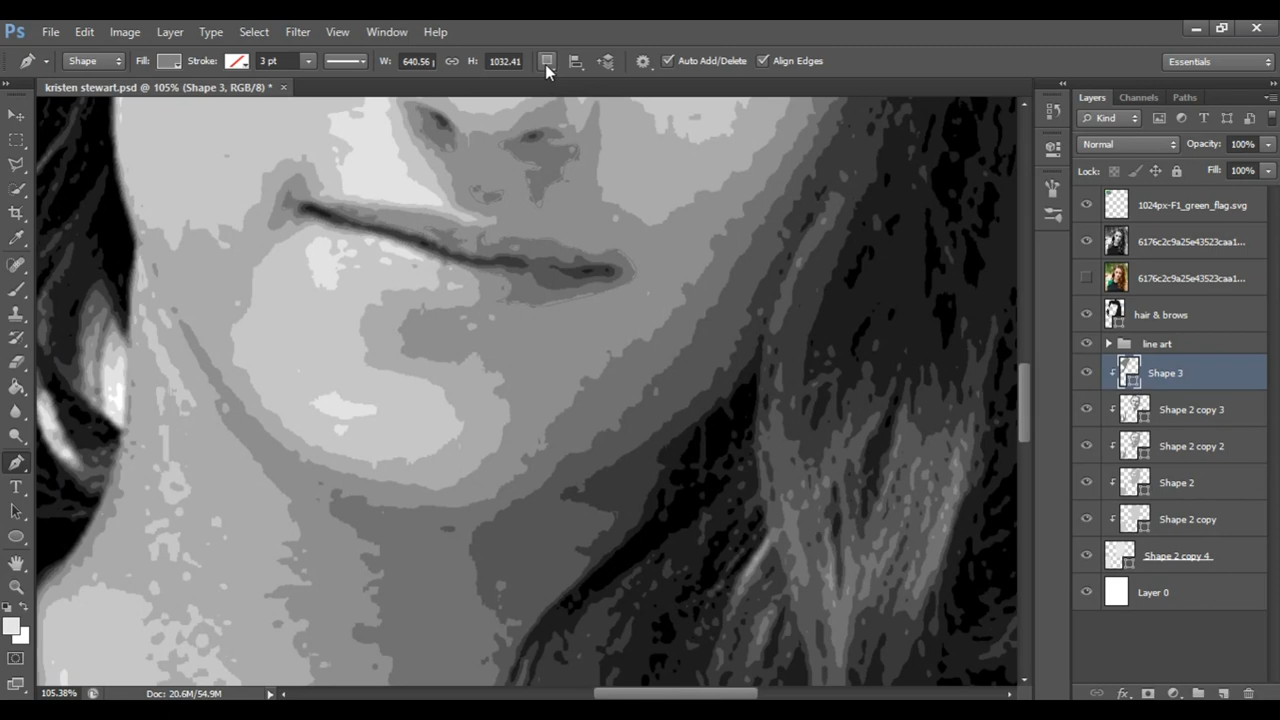 Ps File Edit Image Layer Type Select Filter View Window Help
Shape Fill: Stroke: 3 pt W: 640.56 H: 1032.41 Auto Add/Delete Align Edges Essentials
kristen stewart.psd @ 105% (Shape 3, RGB/8) * ×
Layers Channels Paths
Kind
Normal Opacity: 100%
Lock: Fill: 100%
1024px-F1_green_flag.svg
6176c2c9a25e43523caa1...
6176c2c9a25e43523caa1...
hair & brows
line art
Shape 3
Shape 2 copy 3
Shape 2 copy 2
Shape 2
Shape 2 copy
Shape 2 copy 4
Layer 0
105.38% Doc: 20.6M/54.9M